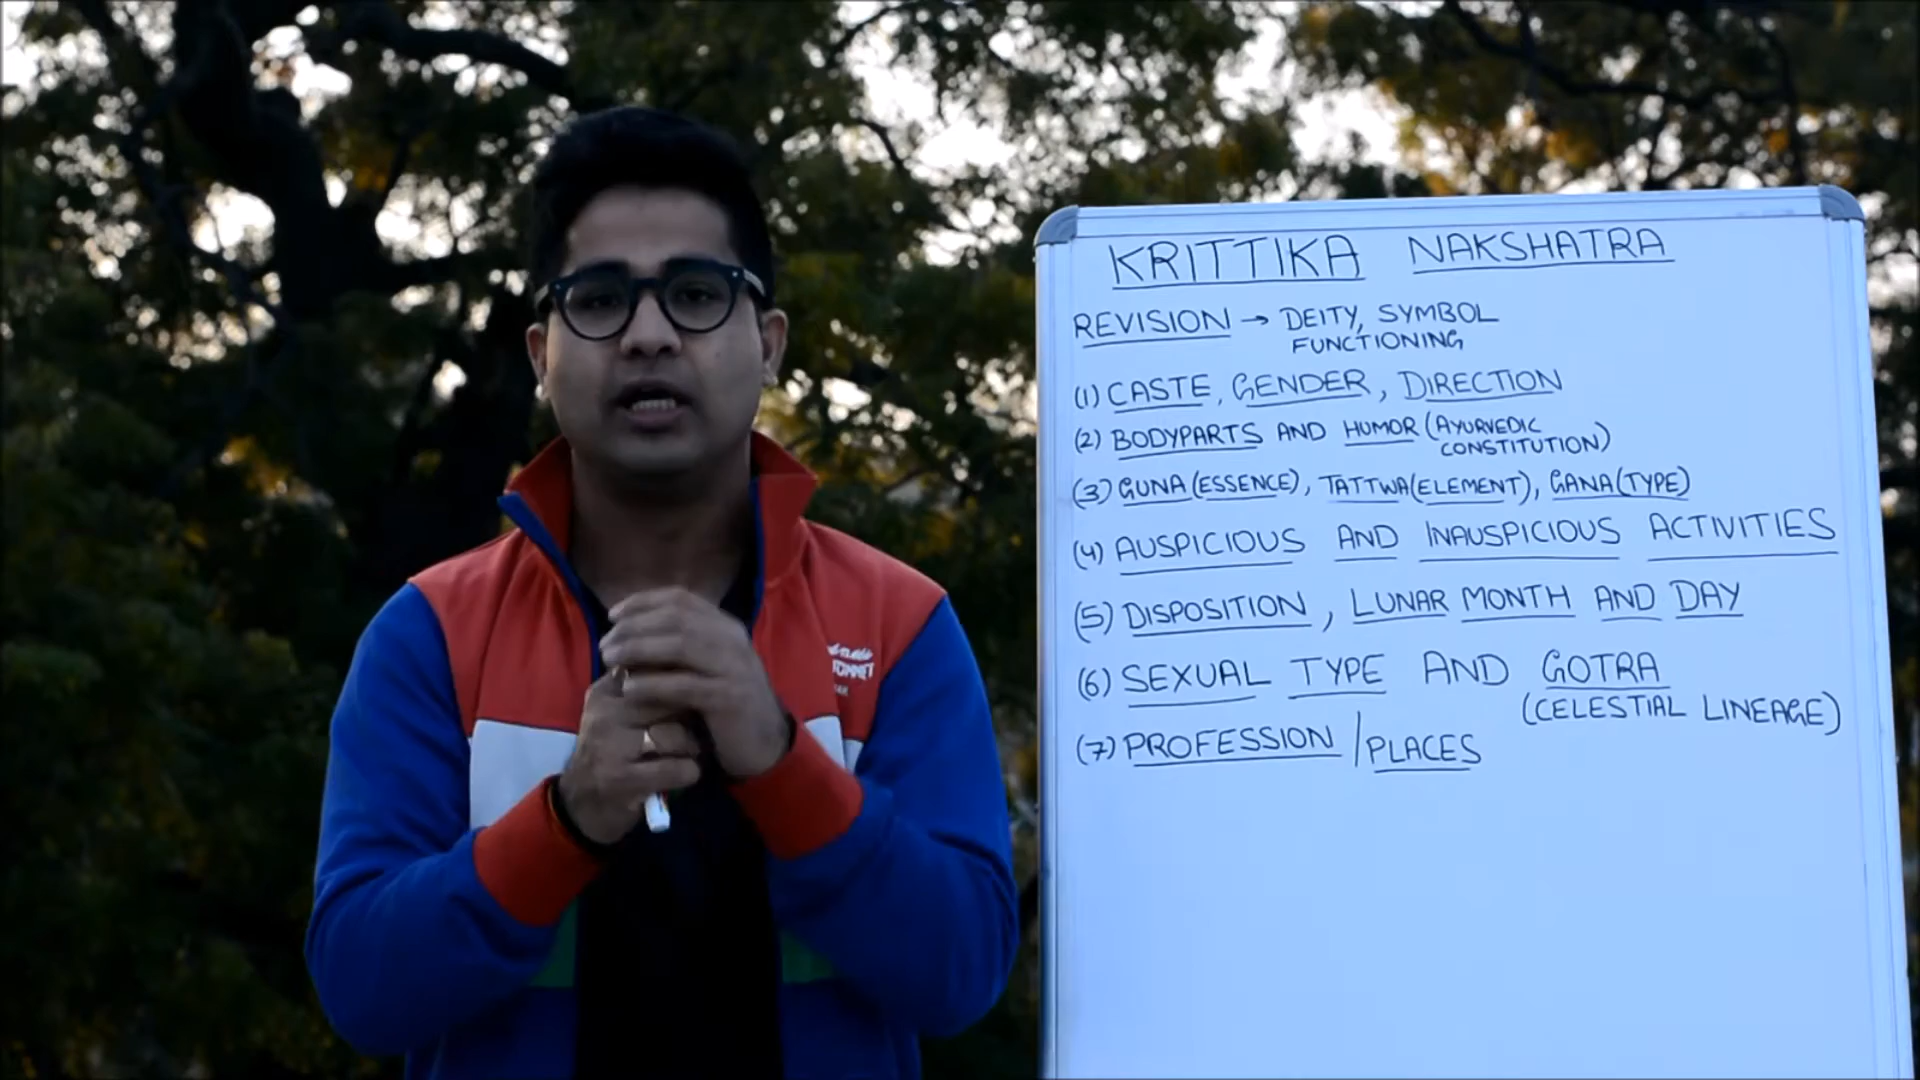 KRITTIKA NAKSHATRA
REVISION → DEITY, SYMBOL
FUNCTIONING
(1) CASTE, GENDER, DIRECTION
(2) BODYPARTS AND HUMOR (AYURVEDIC
CONSTITUTION)
(3) GUNA (ESSENCE), TATTWA (ELEMENT), GANA (TYPE)
(4) AUSPICIOUS AND INAUSPICIOUS ACTIVITIES
(5) DISPOSITION, LUNAR MONTH AND DAY
(6) SEXUAL TYPE AND GOTRA
(CELESTIAL LINEAGE)
(7) PROFESSION / PLACES